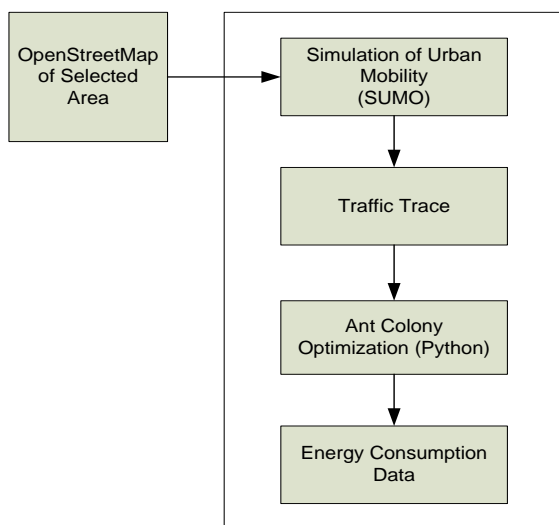 OpenStreetMap
of Selected
Area
Simulation of Urban
Mobility
(SUMO)
Traffic Trace
Ant Colony
Optimization (Python)
Energy Consumption
Data